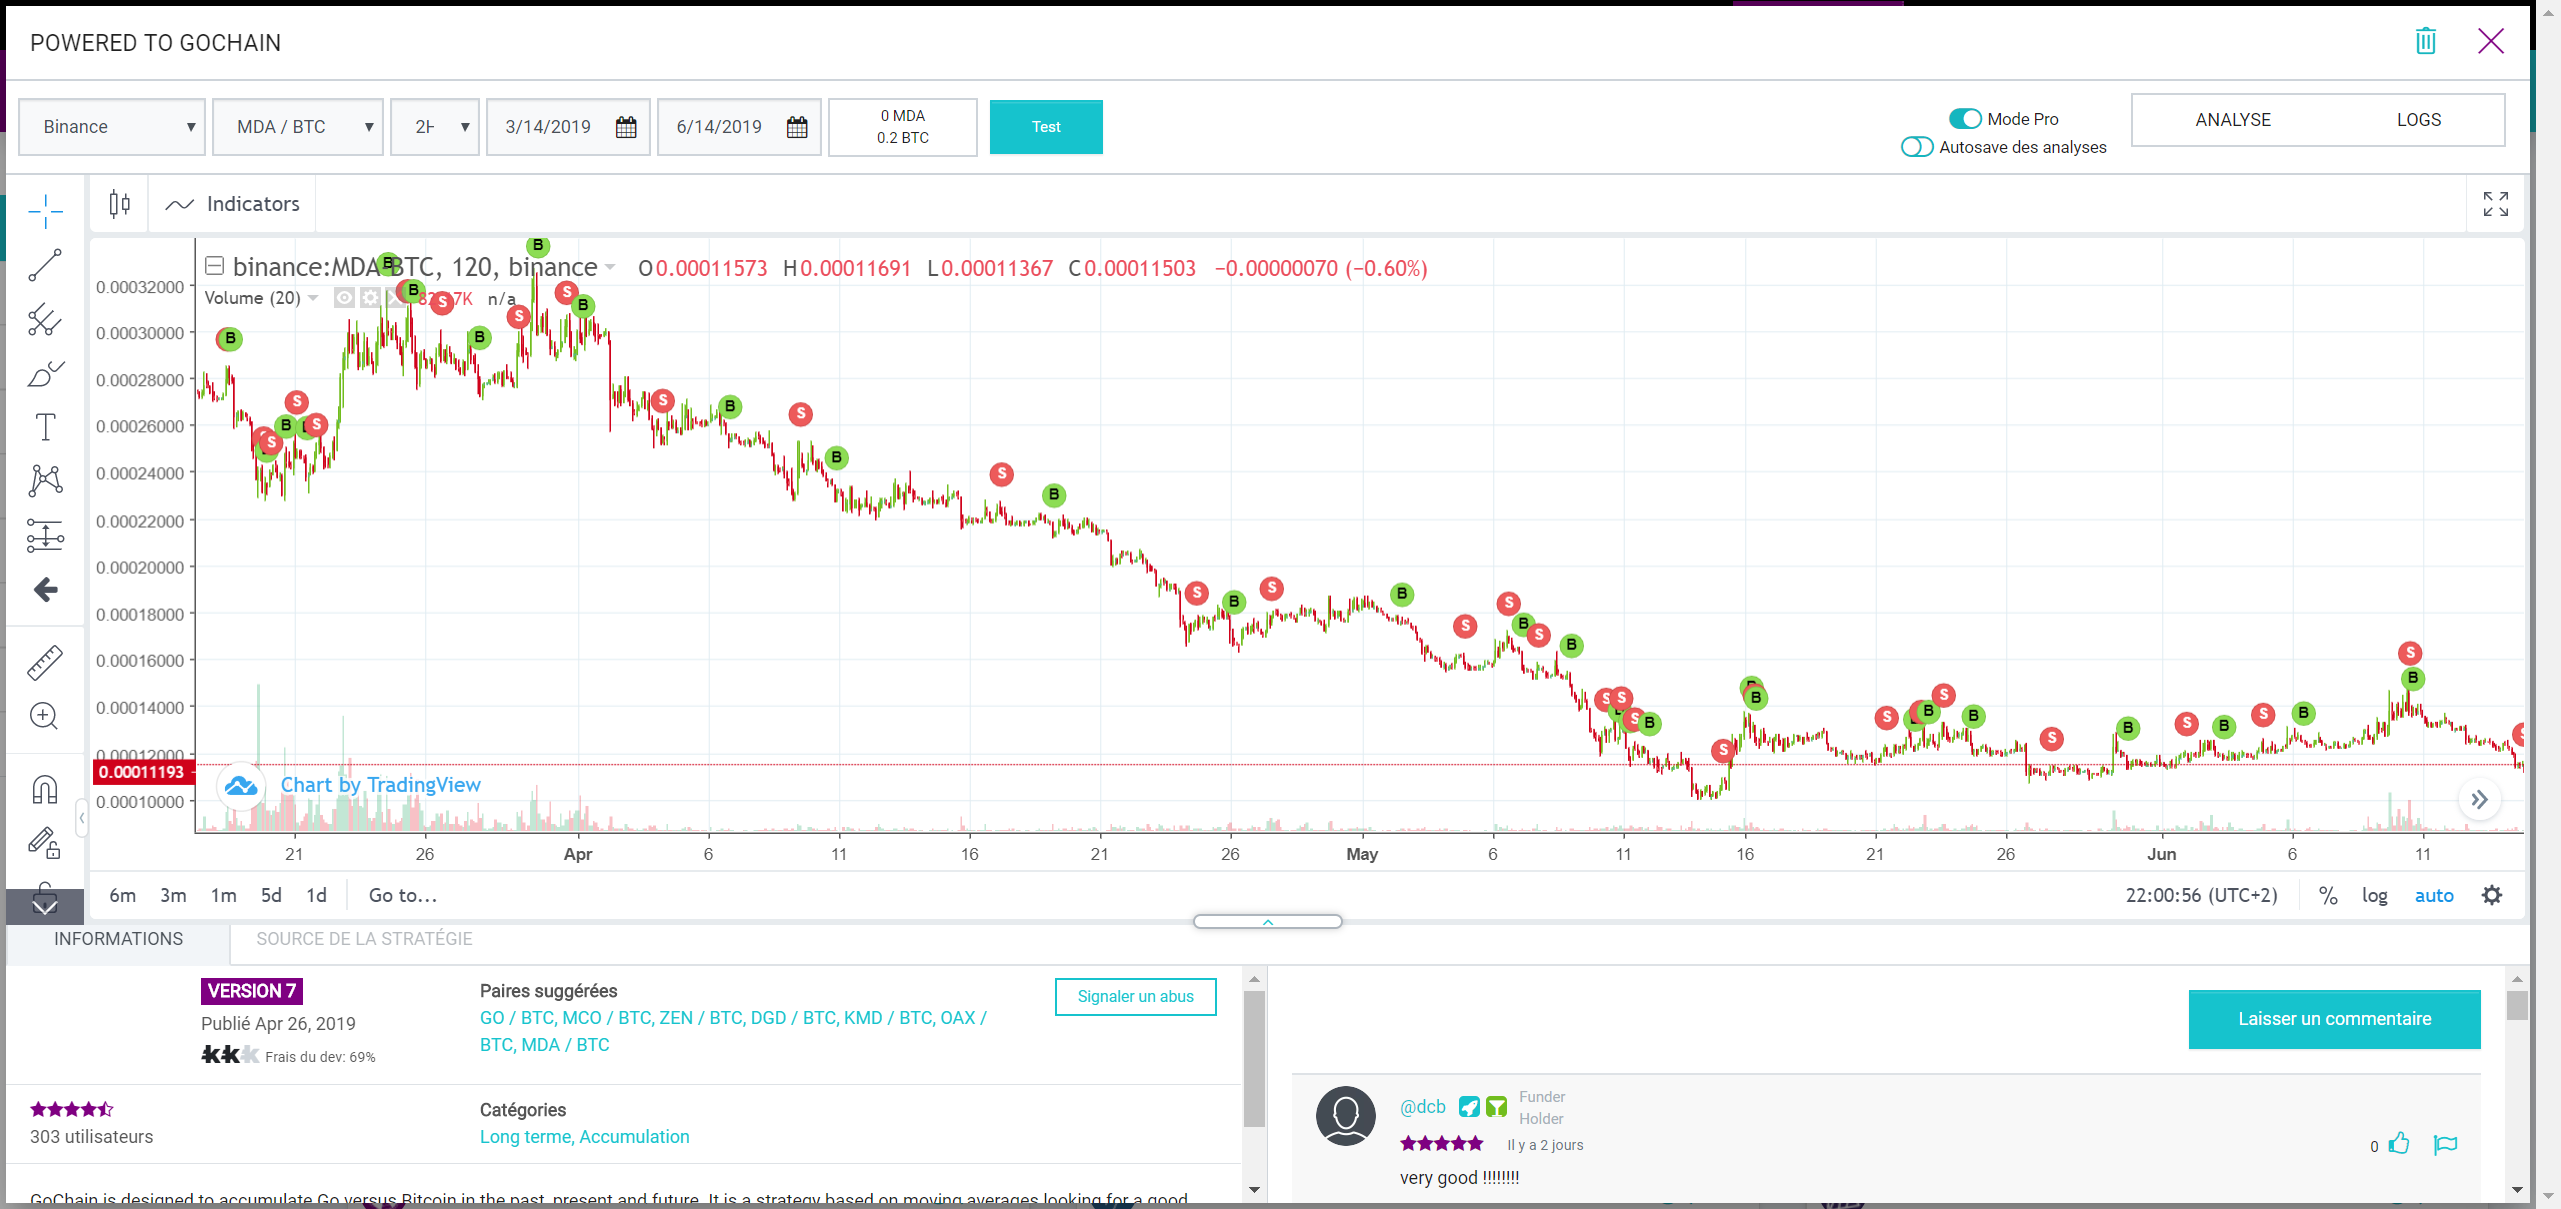 POWERED TO GOCHAIN
Binance
MDA / BTC
2H
3/14/2019
6/14/2019
0 MDA
0.2 BTC
Test
Mode Pro
Autosave des analyses
ANALYSE
LOGS
Indicators
binance:MDA BTC, 120, binance O0.00011573 H0.00011691 L0.00011367 C0.00011503 −0.00000070 (−0.60%)
Volume (20) n/a
0.00032000
0.00030000
0.00028000
0.00026000
0.00024000
0.00022000
0.00020000
0.00018000
0.00016000
0.00014000
0.00012000
0.00011193
0.00010000
Chart by TradingView
21 26 Apr 6 11 16 21 26 May 6 11 16 21 26 Jun 6 11
6m 3m 1m 5d 1d Go to...
22:00:56 (UTC+2) % log auto
INFORMATIONS
SOURCE DE LA STRATÉGIE
VERSION 7
Publié Apr 26, 2019
Frais du dev: 69%
Paires suggérées
GO / BTC, MCO / BTC, ZEN / BTC, DGD / BTC, KMD / BTC, OAX /
BTC, MDA / BTC
Signaler un abus
303 utilisateurs
Catégories
Long terme, Accumulation
GoChain is designed to accumulate Go versus Bitcoin in the past, present and future. It is a strategy based on moving averages looking for a good
Laisser un commentaire
@dcb
Funder
Holder
Il y a 2 jours
very good !!!!!!!!
0